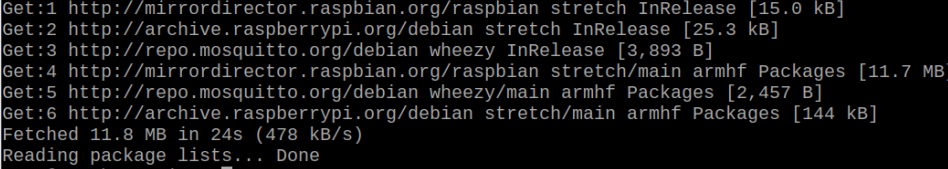 Get:1 http://mirrordirector.raspbian.org/raspbian stretch InRelease [15.0 kB]
Get:2 http://archive.raspberrypi.org/debian stretch InRelease [25.3 kB]
Get:3 http://repo.mosquitto.org/debian wheezy InRelease [3,893 B]
Get:4 http://mirrordirector.raspbian.org/raspbian stretch/main armhf Packages [11.7 MB
Get:5 http://repo.mosquitto.org/debian wheezy/main armhf Packages [2,457 B]
Get:6 http://archive.raspberrypi.org/debian stretch/main armhf Packages [144 kB]
Fetched 11.8 MB in 24s (478 kB/s)
Reading package lists... Done